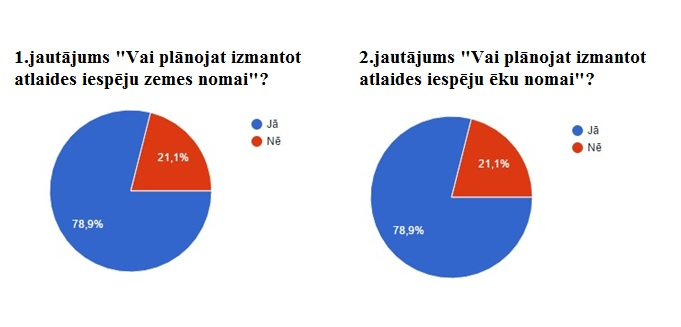 1.jautājums "Vai plānojat izmantot
atlaides iespēju zemes nomai"?
Jā
Nē
21,1%
78,9%
2.jautājums "Vai plānojat izmantot
atlaides iespēju ēku nomai"?
Jā
Nē
21,1%
78,9%